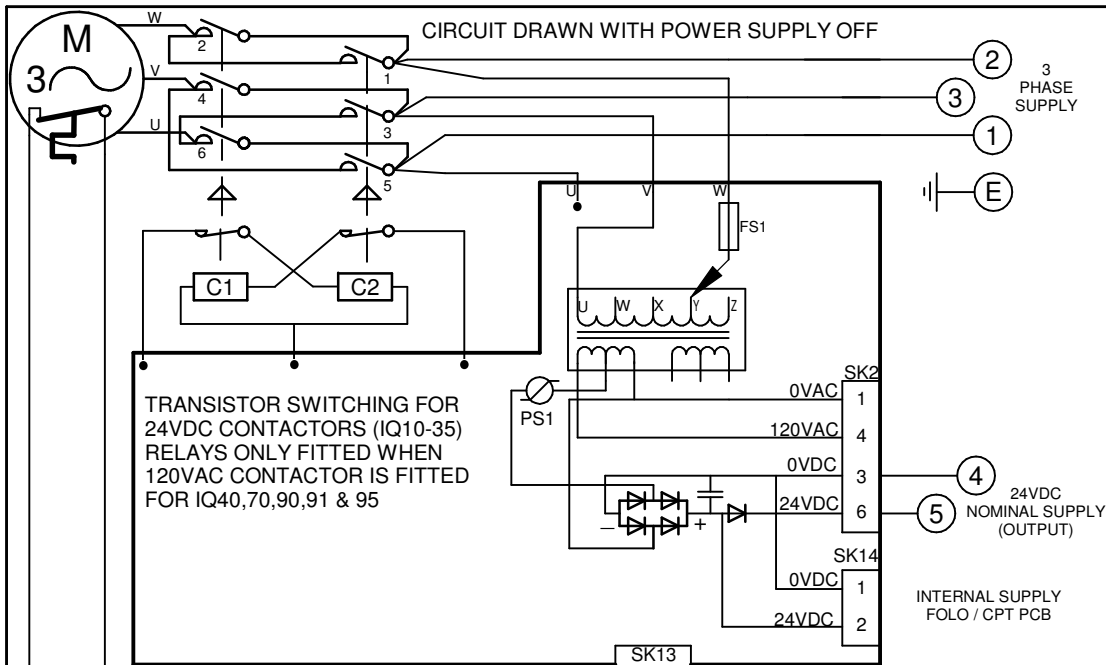 CIRCUIT DRAWN WITH POWER SUPPLY OFF
M
3
W
V
U
2
4
6
1
3
5
2
3
1
E
3
PHASE
SUPPLY
U
V
W
FS1
C1
C2
U W X Y Z
PS1
TRANSISTOR SWITCHING FOR
24VDC CONTACTORS (IQ10-35)
RELAYS ONLY FITTED WHEN
120VAC CONTACTOR IS FITTED
FOR IQ40,70,90,91 & 95
SK2
0VAC 1
120VAC 4
0VDC 3
24VDC 6
– +
4
5
24VDC
NOMINAL SUPPLY
(OUTPUT)
SK14
0VDC 1
24VDC 2
INTERNAL SUPPLY
FOLO / CPT PCB
SK13